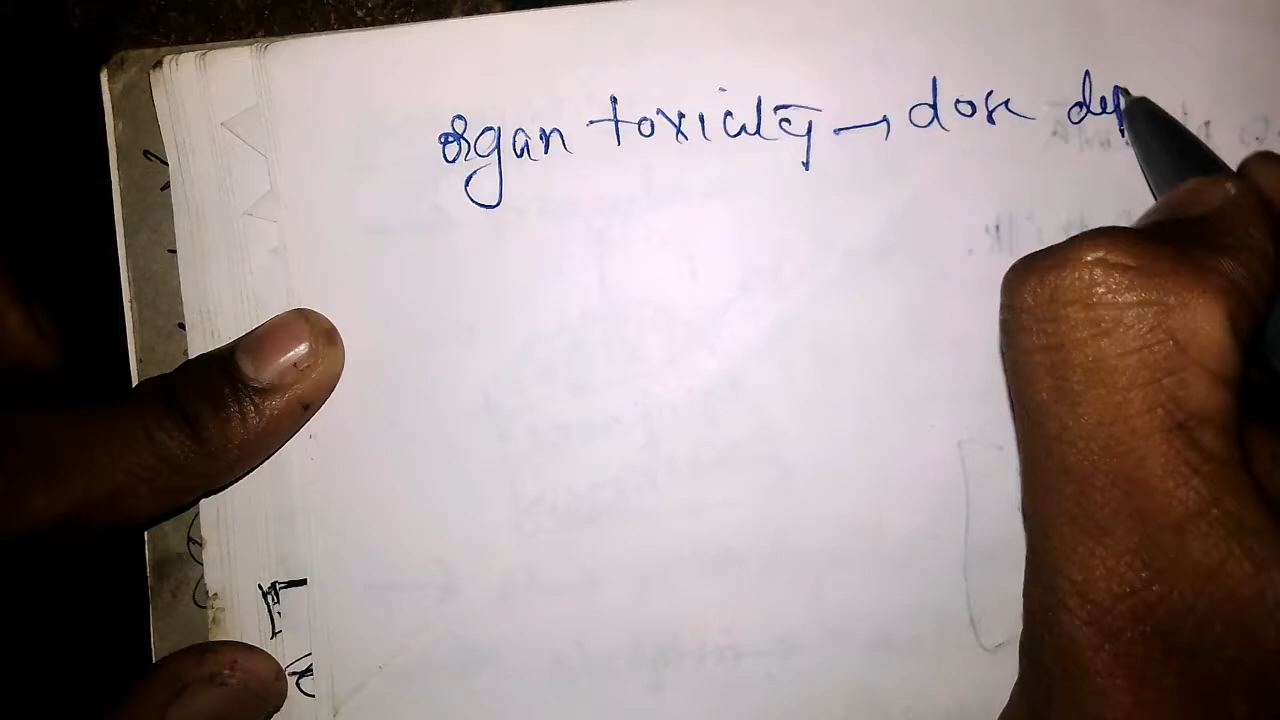 organ toxicity → dose dep